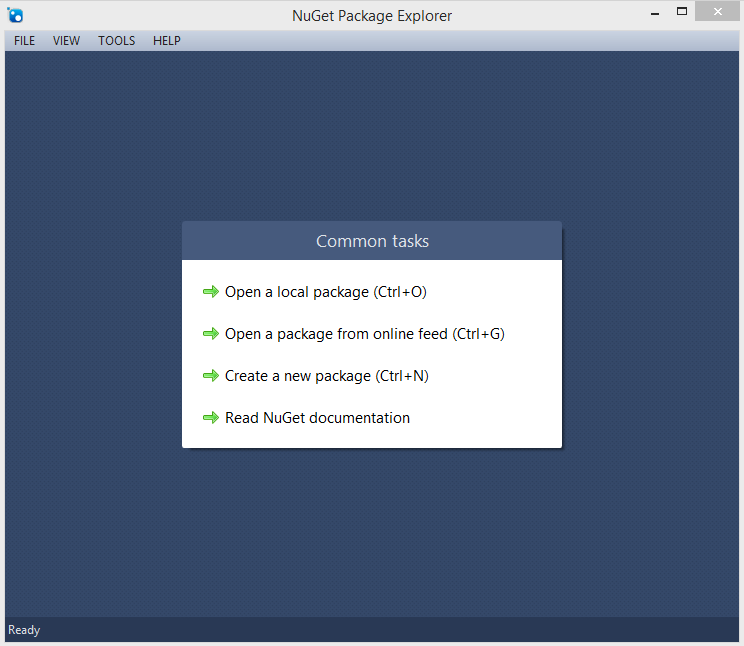 NuGet Package Explorer
FILE VIEW TOOLS HELP
Common tasks
Open a local package (Ctrl+O)
Open a package from online feed (Ctrl+G)
Create a new package (Ctrl+N)
Read NuGet documentation
Ready